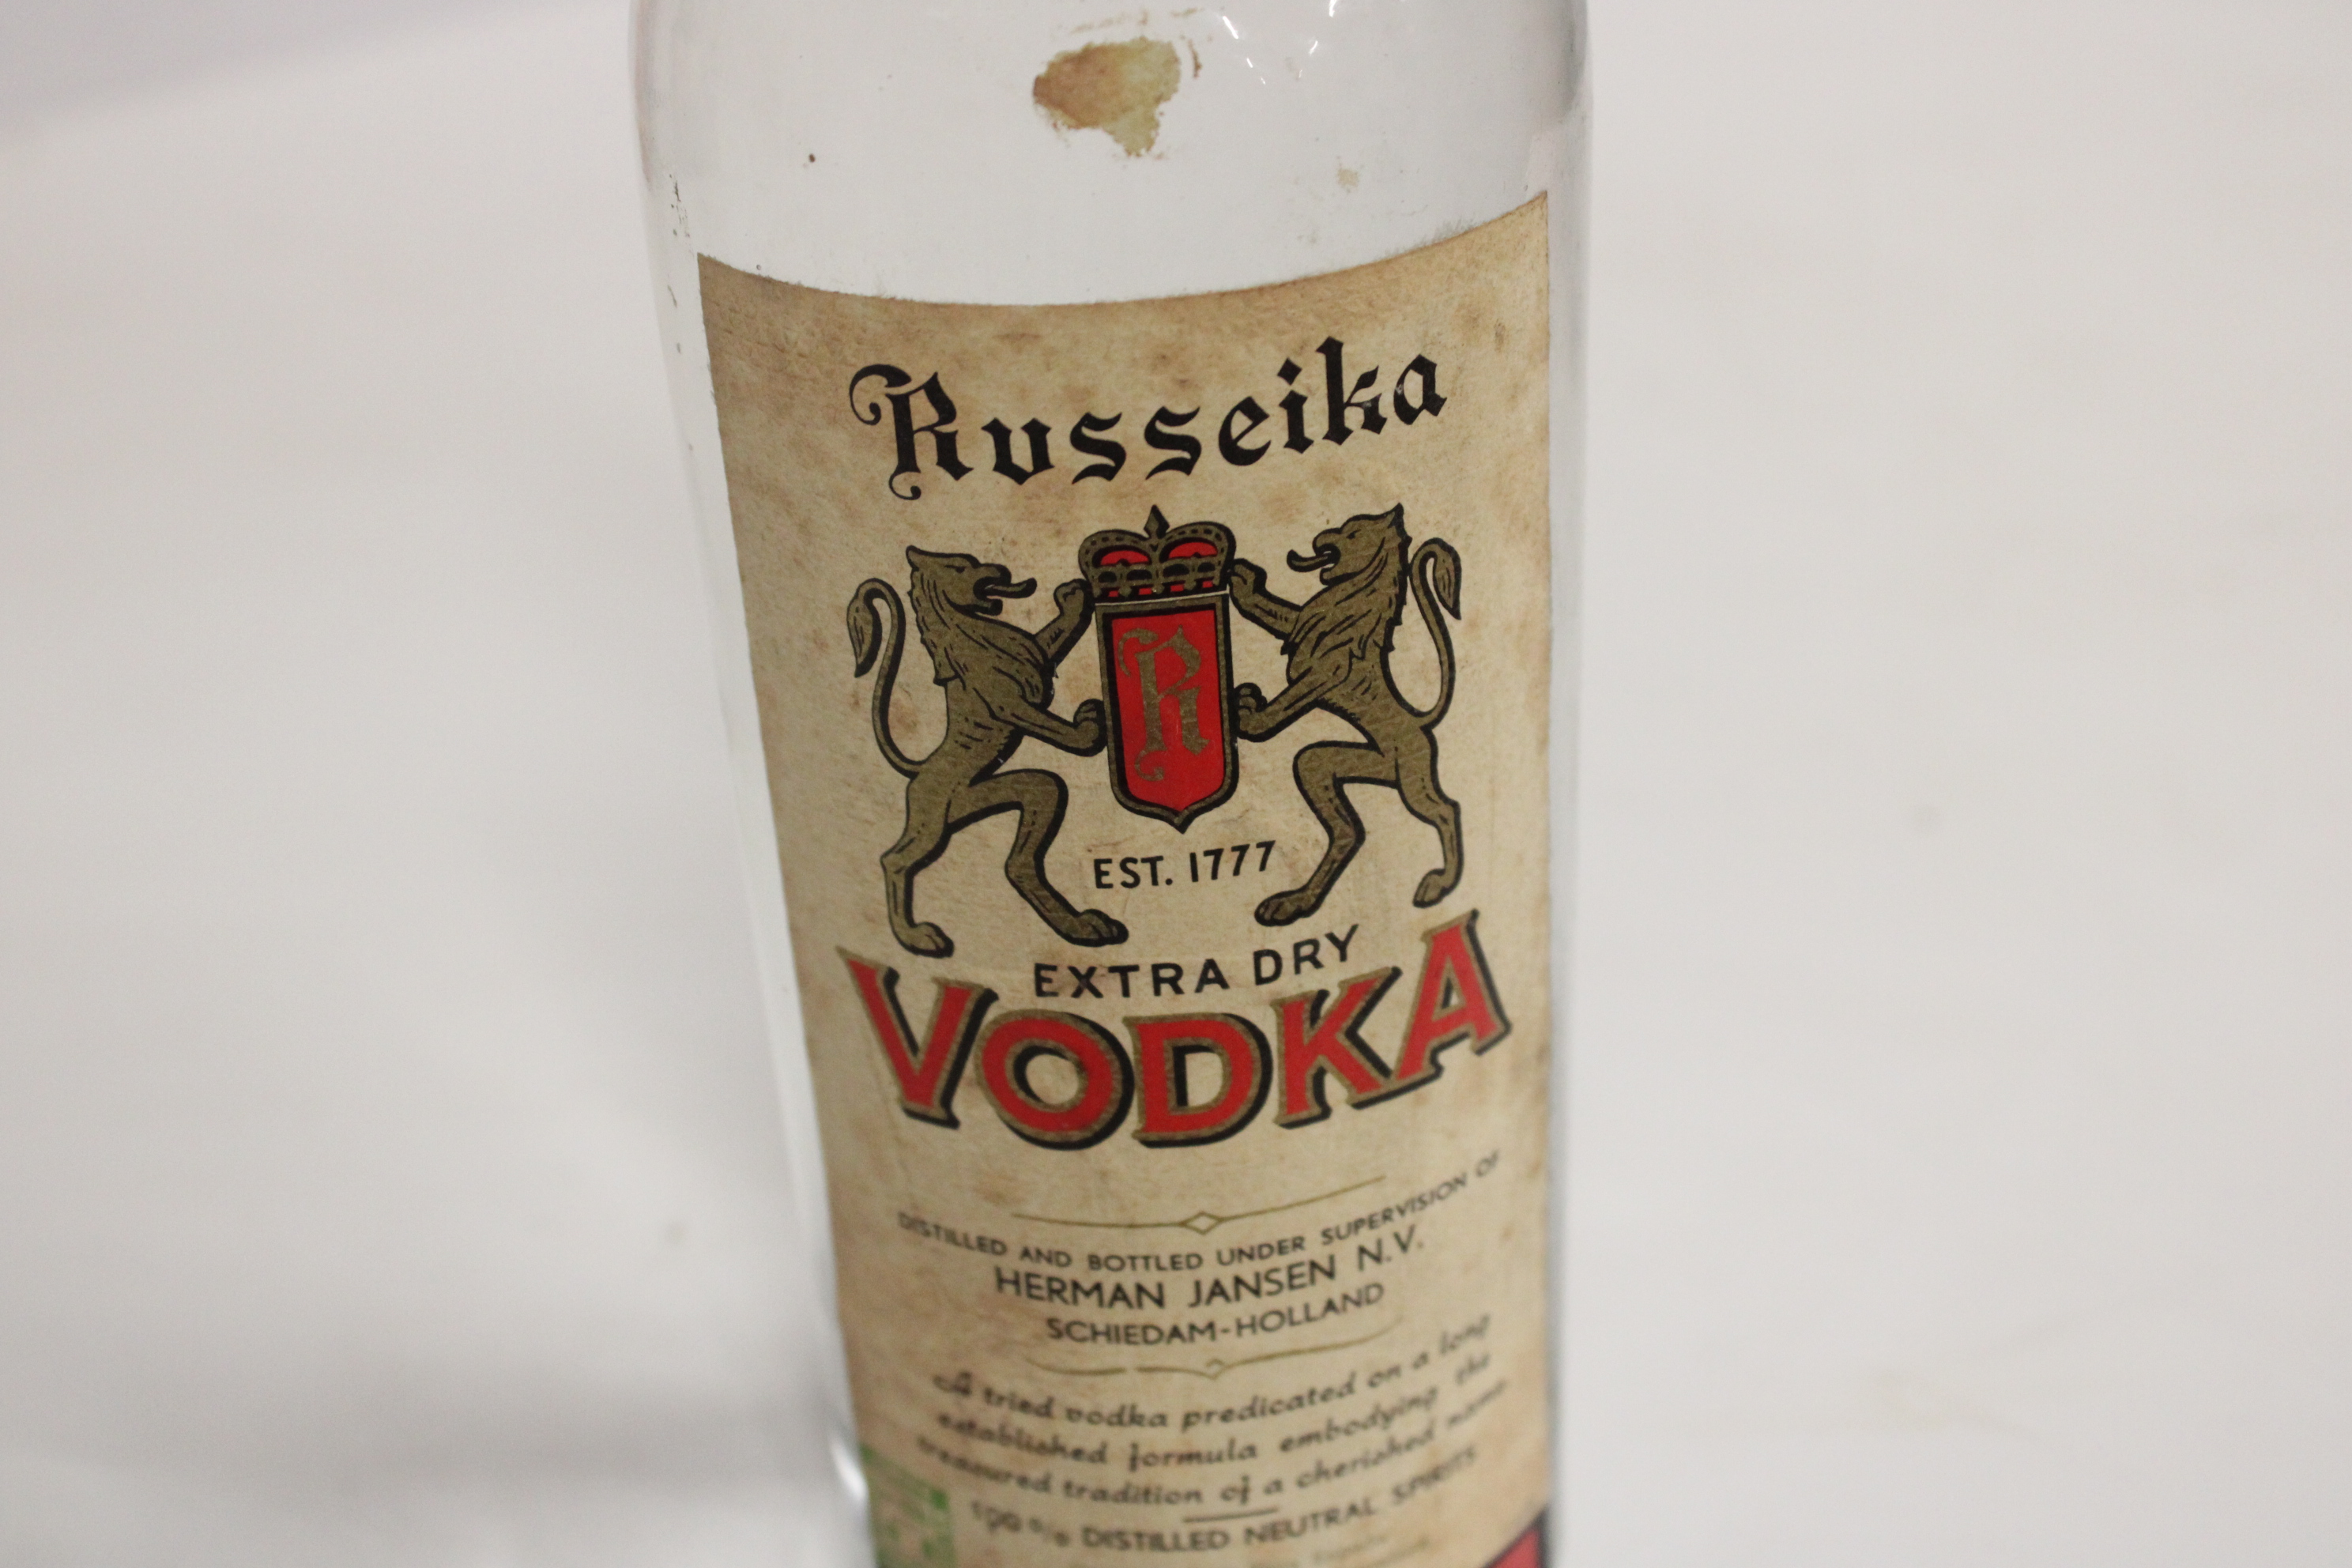 Russeika
R
EST. 1777
EXTRA DRY
VODKA
DISTILLED AND BOTTLED UNDER SUPERVISION OF
HERMAN JANSEN N.V.
SCHIEDAM-HOLLAND
A tried vodka predicated on a long
established formula embodying the
treasured tradition of a cherished name
100% DISTILLED NEUTRAL SPIRITS